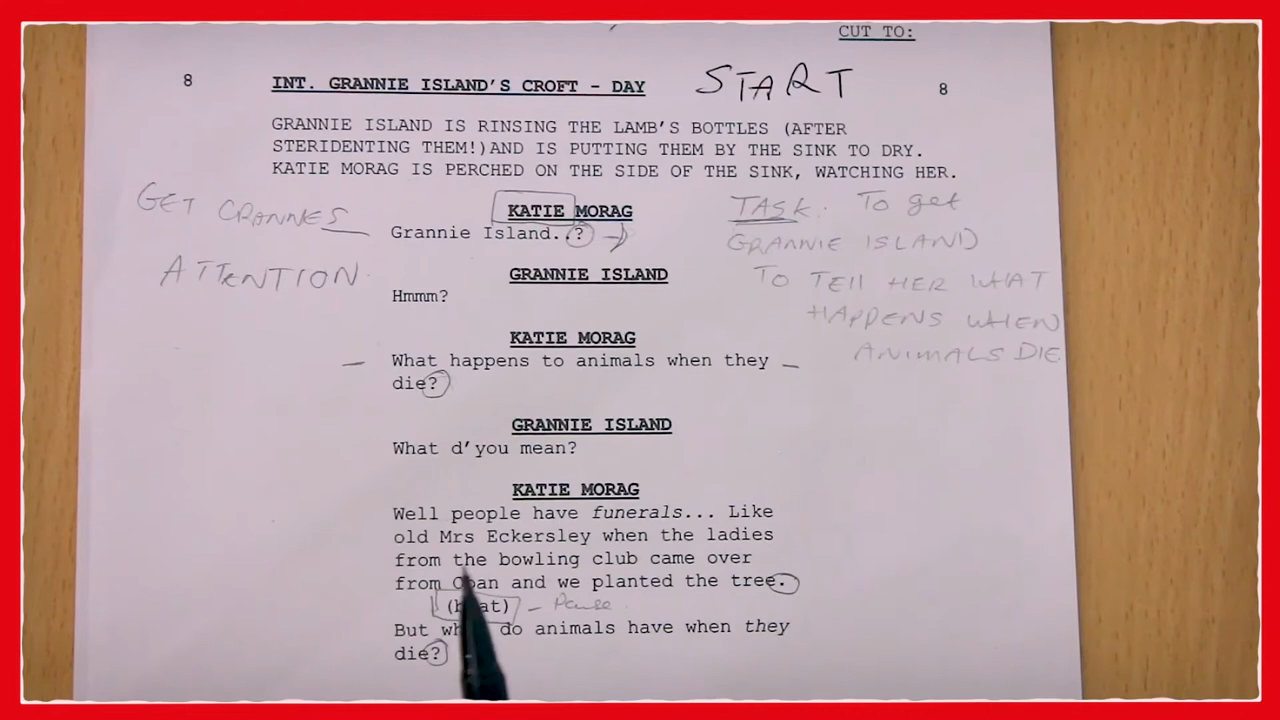 CUT TO:
8 INT. GRANNIE ISLAND'S CROFT - DAY START 8
GRANNIE ISLAND IS RINSING THE LAMB'S BOTTLES (AFTER
STERIDENTING THEM!)AND IS PUTTING THEM BY THE SINK TO DRY.
KATIE MORAG IS PERCHED ON THE SIDE OF THE SINK, WATCHING HER.
GET GRANNIES
ATTENTION
KATIE MORAG
Grannie Island..?
TASK. To get
GRANNIE ISLAND
TO TELL HER WHAT
HAPPENS WHEN
ANIMALS DIE
GRANNIE ISLAND
Hmmm?
KATIE MORAG
What happens to animals when they
die?
GRANNIE ISLAND
What d'you mean?
KATIE MORAG
Well people have funerals... Like
old Mrs Eckersley when the ladies
from the bowling club came over
from Oban and we planted the tree.
(beat) - Pause
But what do animals have when they
die?